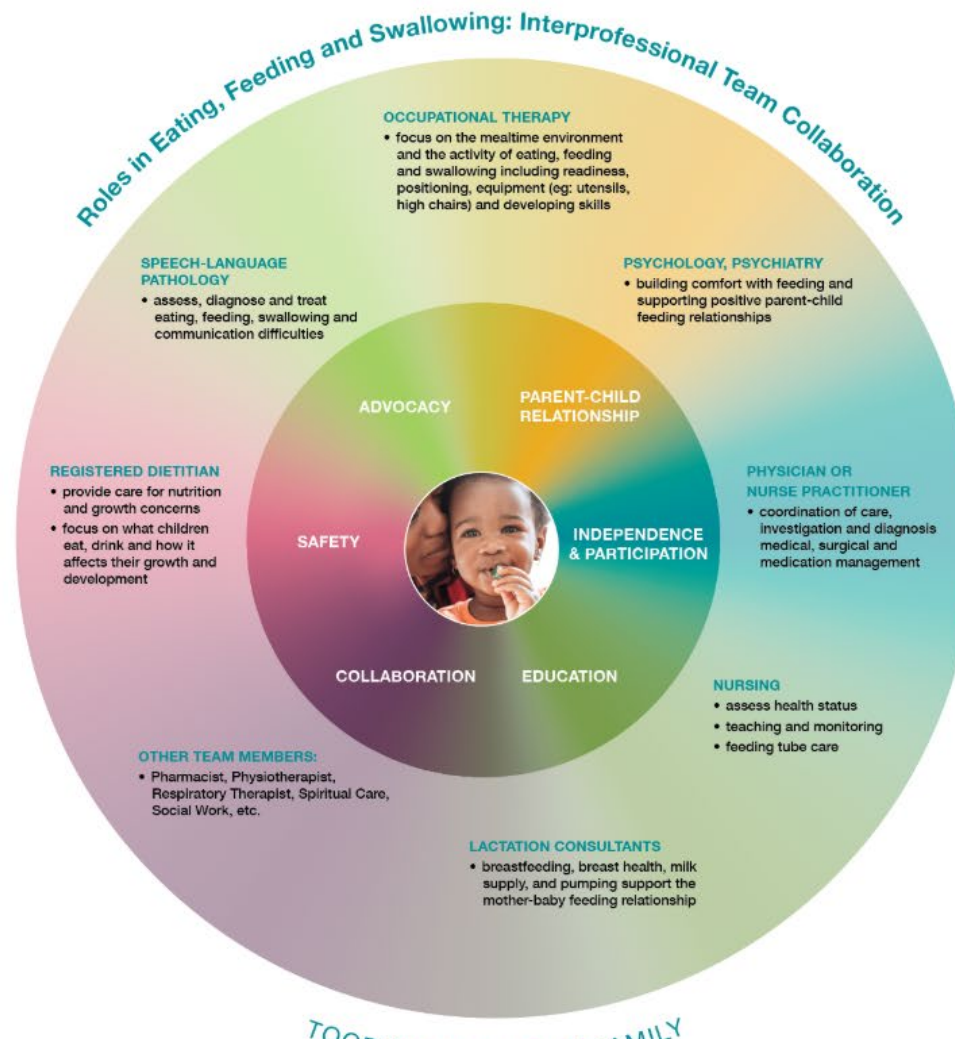 Roles in Eating, Feeding and Swallowing: Interprofessional Team Collaboration
OCCUPATIONAL THERAPY
• focus on the mealtime environment
and the activity of eating, feeding
and swallowing including readiness,
positioning, equipment (eg: utensils,
high chairs) and developing skills
SPEECH-LANGUAGE
PATHOLOGY
• assess, diagnose and treat
eating, feeding, swallowing and
communication difficulties
PSYCHOLOGY, PSYCHIATRY
• building comfort with feeding and
supporting positive parent-child
feeding relationships
ADVOCACY
PARENT-CHILD
RELATIONSHIP
REGISTERED DIETITIAN
• provide care for nutrition
and growth concerns
• focus on what children
eat, drink and how it
affects their growth and
development
SAFETY
INDEPENDENCE
& PARTICIPATION
PHYSICIAN OR
NURSE PRACTITIONER
• coordination of care,
investigation and diagnosis
medical, surgical and
medication management
COLLABORATION
EDUCATION
NURSING
• assess health status
• teaching and monitoring
• feeding tube care
OTHER TEAM MEMBERS:
• Pharmacist, Physiotherapist,
Respiratory Therapist, Spiritual Care,
Social Work, etc.
LACTATION CONSULTANTS
• breastfeeding, breast health, milk
supply, and pumping support the
mother-baby feeding relationship